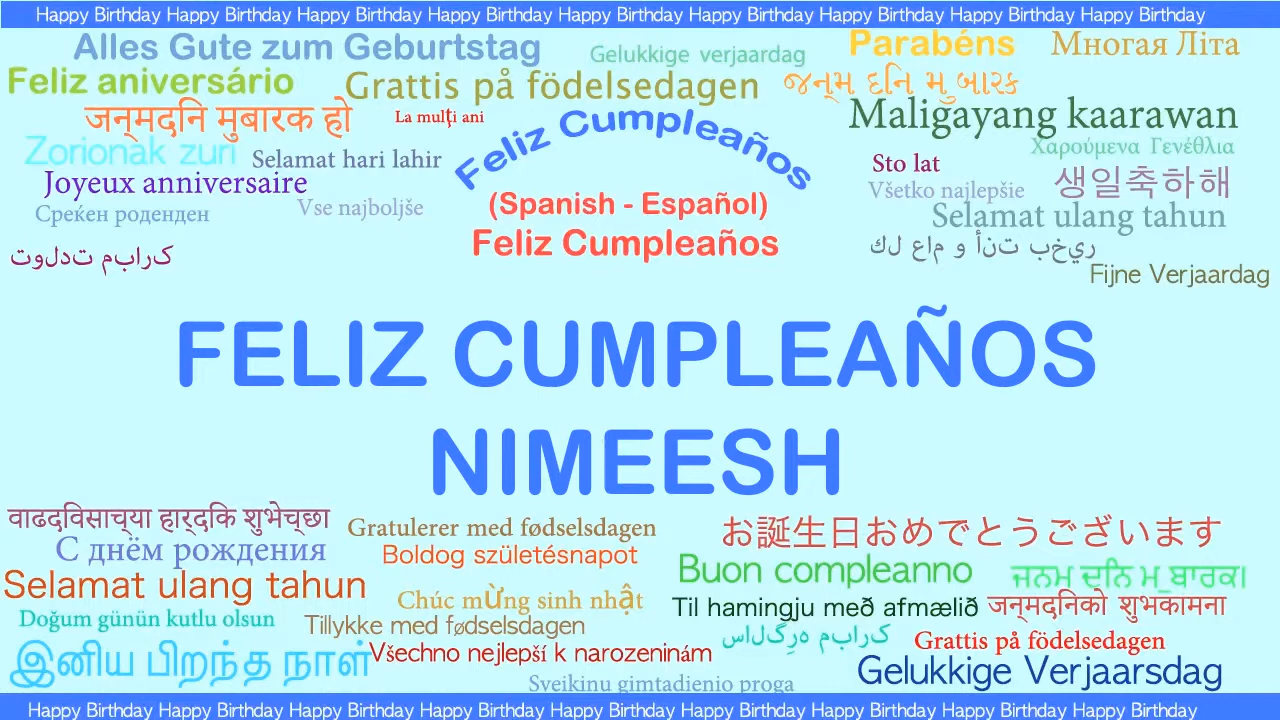 Happy Birthday Happy Birthday Happy Birthday Happy Birthday Happy Birthday Happy Birthday Happy Birthday Happy Birthday Happy Birthday
Alles Gute zum Geburtstag
Gelukkige verjaardag
Parabéns
Многая Літа
Feliz aniversário
Grattis på födelsedagen
જન્મ દિન મુબારક
जन्मदिन मुबारक हो
La mulţi ani
Feliz Cumpleaños
Maligayang kaarawan
Zorionak zuri
Selamat hari lahir
Sto lat
Χαρούμενα Γενέθλια
Joyeux anniversaire
(Spanish - Español)
Všetko najlepšie
생일축하해
Среќен роденден
Vse najboljše
Feliz Cumpleaños
Selamat ulang tahun
تولدت مبارک
كل عام و أنت بخير
Fijne Verjaardag
FELIZ CUMPLEAÑOS
NIMEESH
वाढदिवसाच्या हार्दिक शुभेच्छा
Gratulerer med fødselsdagen
お誕生日おめでとうございます
С днём рождения
Boldog születésnapot
Buon compleanno
ਜਨਮ ਦਿਨ ਮੁਬਾਰਕ।
Selamat ulang tahun
Chúc mừng sinh nhật
Til hamingju með afmælið
जन्मदिनको शुभकामना
Doğum günün kutlu olsun
Tillykke med fødselsdagen
سالگرِه مبارک
Grattis på födelsedagen
இனிய பிறந்த நாள்
Všechno nejlepší k narozeninám
Gelukkige Verjaarsdag
Sveikinu gimtadienio proga
Happy Birthday Happy Birthday Happy Birthday Happy Birthday Happy Birthday Happy Birthday Happy Birthday Happy Birthday Happy Birthday